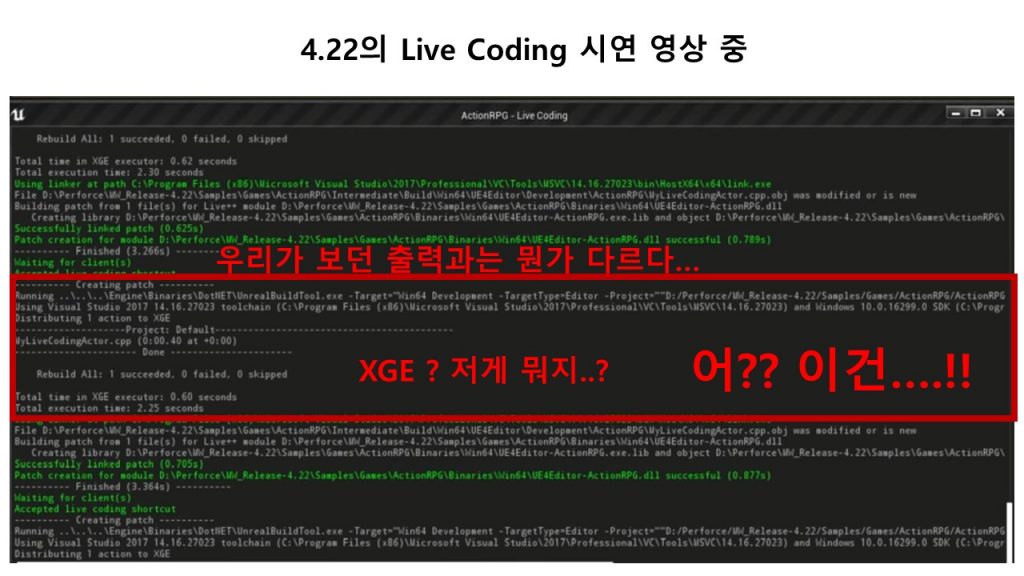 4.22의 Live Coding 시연 영상 중
ActionRPG - Live Coding
Rebuild All: 1 succeeded, 0 failed, 0 skipped
Total time in XGE executor: 0.62 seconds
Total execution time: 2.30 seconds
Using linker at path C:\Program Files (x86)\Microsoft Visual Studio\2017\Professional\VC\Tools\MSVC\14.16.27023\bin\HostX64\x64\link.exe
File D:\Perforce\WW_Release-4.22\Samples\Games\ActionRPG\Intermediate\Build\Win64\UE4Editor\Development\ActionRPG\MyLiveCodingActor.cpp.obj was modified or is new
Building patch from 1 file(s) for Live++ module D:\Perforce\WW_Release-4.22\Samples\Games\ActionRPG\Binaries\Win64\UE4Editor-ActionRPG.dll
Creating library D:\Perforce\WW_Release-4.22\Samples\Games\ActionRPG\Binaries\Win64\UE4Editor-ActionRPG.exe.lib and object D:\Perforce\WW_Release-4.22\Samples\Games\ActionRPG\
Successfully linked patch (0.625s)
Patch creation for module D:\Perforce\WW_Release-4.22\Samples\Games\ActionRPG\Binaries\Win64\UE4Editor-ActionRPG.dll successful (0.789s)
---------- Finished (3.266s) ----------
우리가 보던 출력과는 뭔가 다르다...
Waiting for client(s)
Accepted live coding shortcut
---------- Creating patch ----------
Running ..\..\..\Engine\Binaries\DotNET\UnrealBuildTool.exe -Target="Win64 Development -TargetType=Editor -Project=""D:/Perforce/WW_Release-4.22/Samples/Games/ActionRPG/ActionRPG
Using Visual Studio 2017 14.16.27023 toolchain (C:\Program Files (x86)\Microsoft Visual Studio\2017\Professional\VC\Tools\MSVC\14.16.27023) and Windows 10.0.16299.0 SDK (C:\Progr
Distributing 1 action to XGE
--------------------Project: Default------------------------------------------
MyLiveCodingActor.cpp (0:00.40 at +0:00)
---------------------- Done ----------------------
XGE ? 저게 뭐지..?
어?? 이건....!!
Rebuild All: 1 succeeded, 0 failed, 0 skipped
Total time in XGE executor: 0.60 seconds
Total execution time: 2.25 seconds
File D:\Perforce\WW_Release-4.22\Samples\Games\ActionRPG\Intermediate\Build\Win64\UE4Editor\Development\ActionRPG\MyLiveCodingActor.cpp.obj was modified or is new
Building patch from 1 file(s) for Live++ module D:\Perforce\WW_Release-4.22\Samples\Games\ActionRPG\Binaries\Win64\UE4Editor-ActionRPG.dll
Creating library D:\Perforce\WW_Release-4.22\Samples\Games\ActionRPG\Binaries\Win64\UE4Editor-ActionRPG.exe.lib and object D:\Perforce\WW_Release-4.22\Samples\Games\ActionRPG\
Successfully linked patch (0.705s)
Patch creation for module D:\Perforce\WW_Release-4.22\Samples\Games\ActionRPG\Binaries\Win64\UE4Editor-ActionRPG.dll successful (0.877s)
---------- Finished (3.364s) ----------
Waiting for client(s)
Accepted live coding shortcut
---------- Creating patch ----------
Running ..\..\..\Engine\Binaries\DotNET\UnrealBuildTool.exe -Target="Win64 Development -TargetType=Editor -Project=""D:/Perforce/WW_Release-4.22/Samples/Games/ActionRPG/ActionRPG
Using Visual Studio 2017 14.16.27023 toolchain (C:\Program Files (x86)\Microsoft Visual Studio\2017\Professional\VC\Tools\MSVC\14.16.27023) and Windows 10.0.16299.0 SDK (C:\Progr
Distributing 1 action to XGE